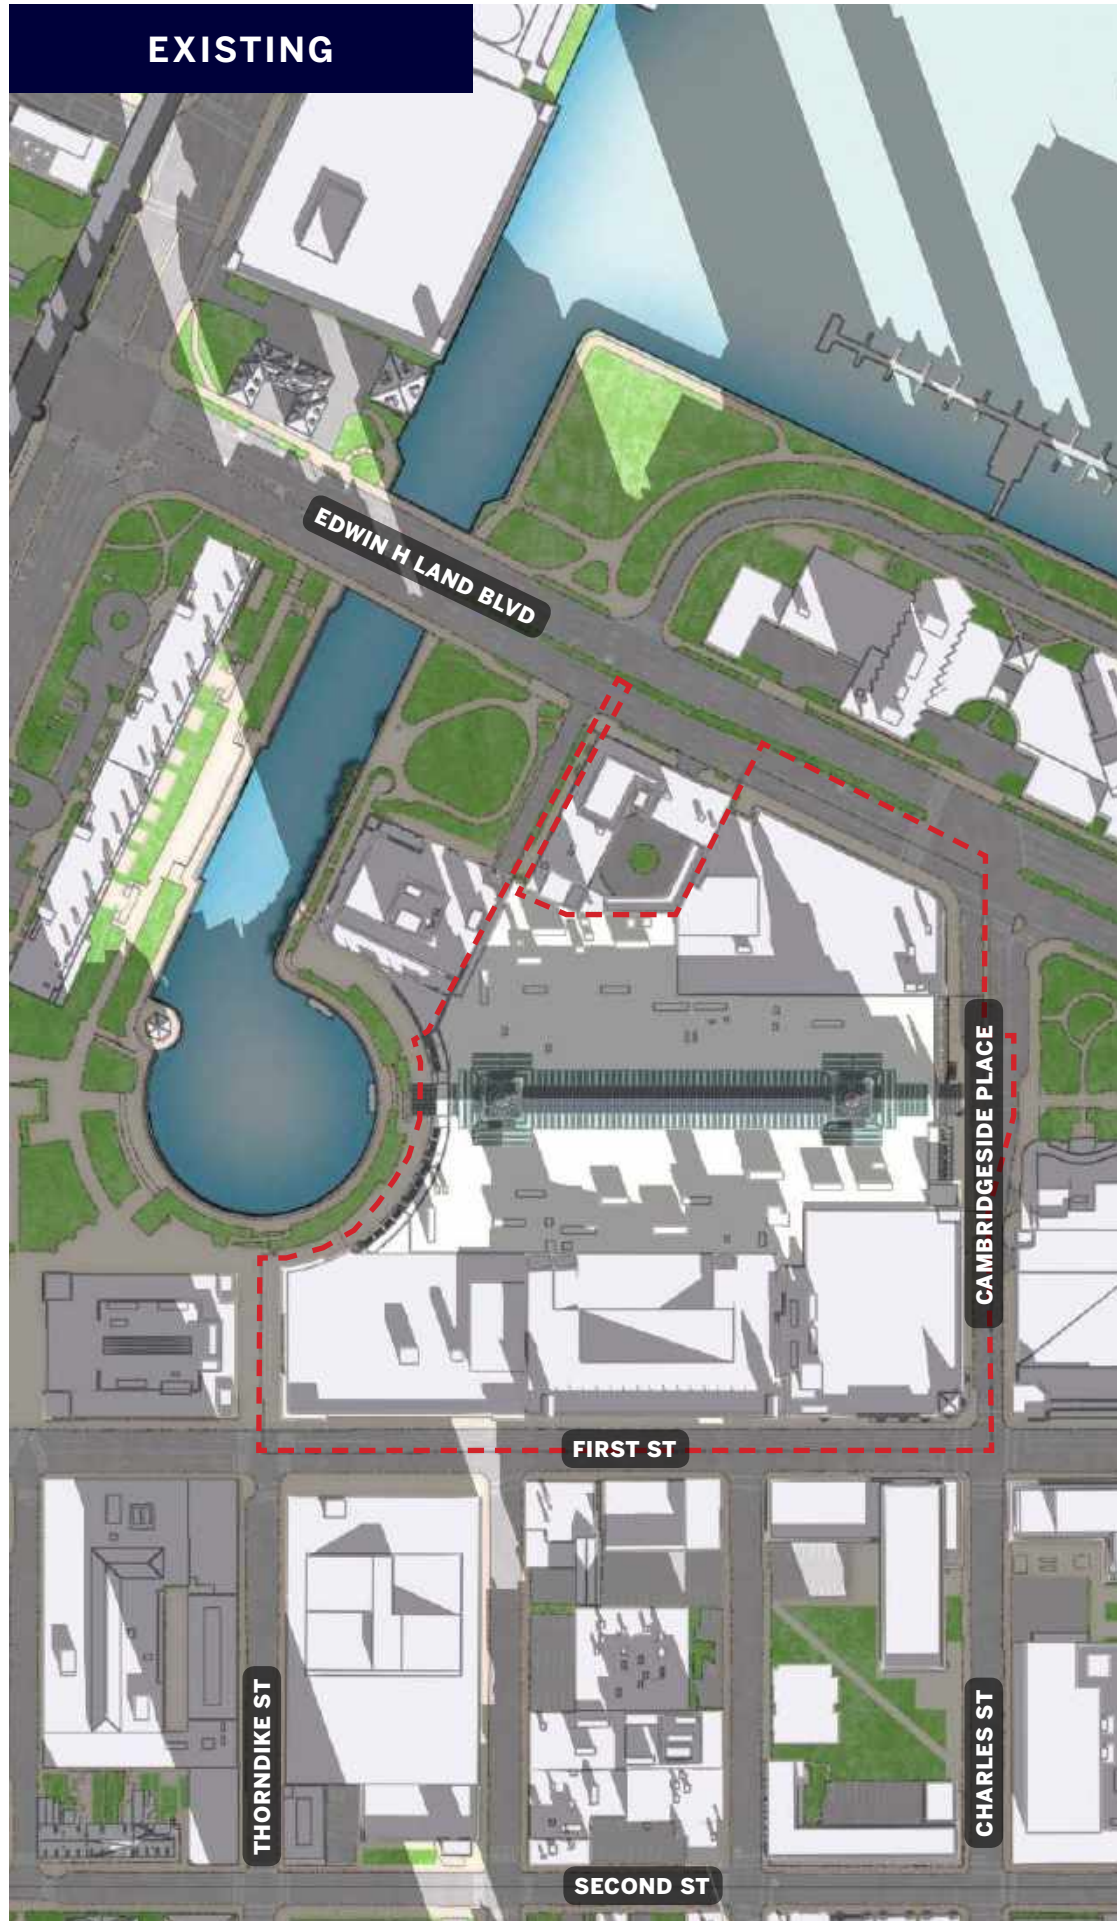 EXISTING
EDWIN H LAND BLVD
CAMBRIDGESIDE PLACE
FIRST ST
THORNDIKE ST
CHARLES ST
SECOND ST